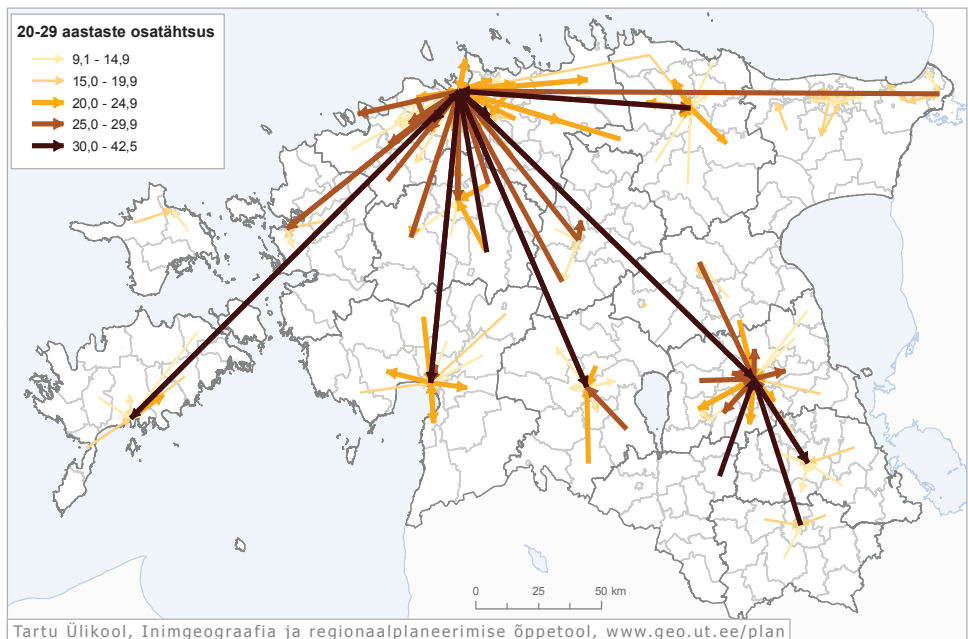 20-29 aastaste osatähtsus
9,1 - 14,9
15,0 - 19,9
20,0 - 24,9
25,0 - 29,9
30,0 - 42,5
0 25 50 km
Tartu Ülikool, Inimgeograafia ja regionaalplaneerimise õppetool, www.geo.ut.ee/plan